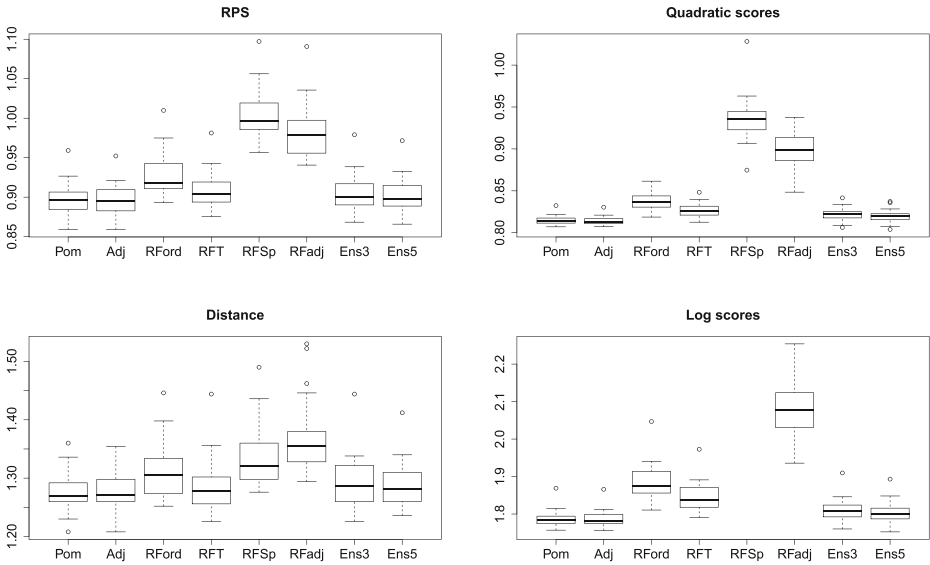 RPS
1.10
1.05
1.00
0.95
0.90
0.85
Pom Adj RFord RFT RFSp RFadj Ens3 Ens5
Quadratic scores
1.00
0.95
0.90
0.85
0.80
Pom Adj RFord RFT RFSp RFadj Ens3 Ens5
Distance
1.50
1.40
1.30
1.20
Pom Adj RFord RFT RFSp RFadj Ens3 Ens5
Log scores
2.2
2.1
2.0
1.9
1.8
Pom Adj RFord RFT RFSp RFadj Ens3 Ens5